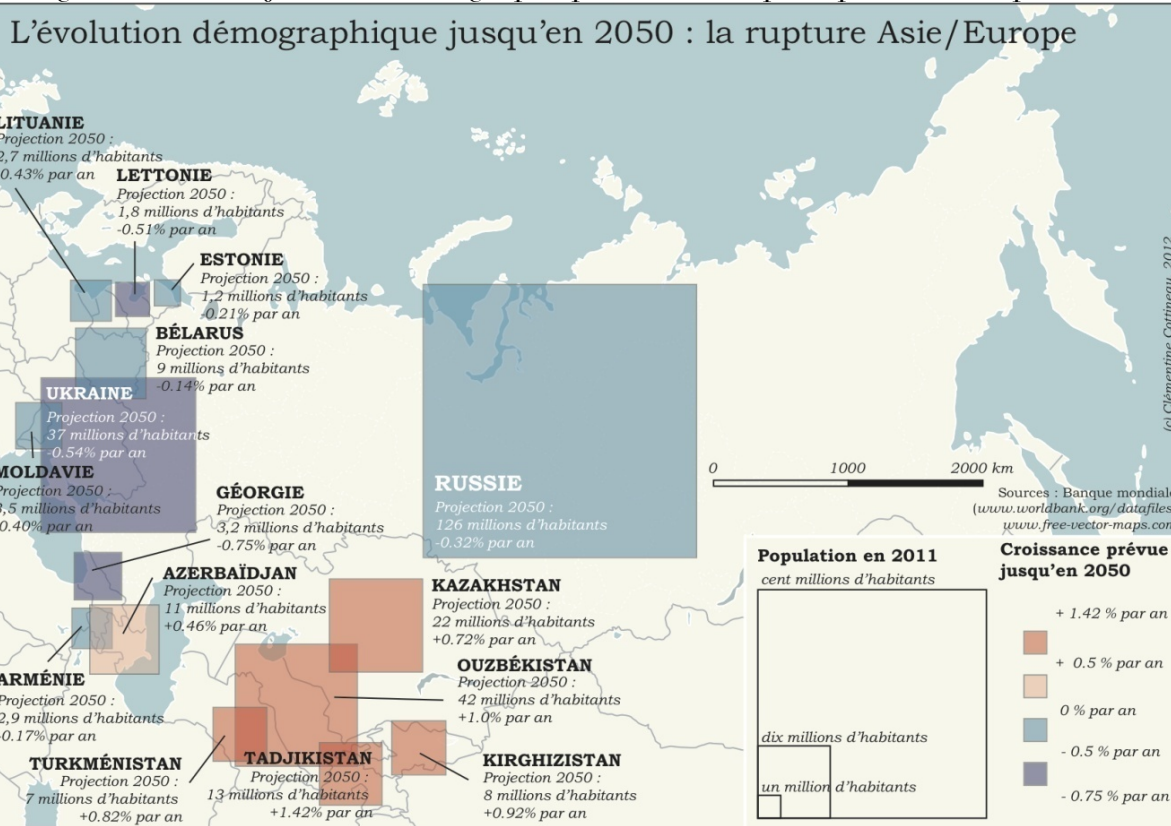 L'évolution démographique jusqu'en 2050 : la rupture Asie/Europe
LITUANIE
Projection 2050 :
2,7 millions d'habitants
0.43% par an
LETTONIE
Projection 2050 :
1,8 millions d'habitants
-0.51% par an
ESTONIE
Projection 2050 :
1,2 millions d'habitants
-0.21% par an
BÉLARUS
Projection 2050 :
9 millions d'habitants
-0.14% par an
UKRAINE
Projection 2050 :
37 millions d'habitants
-0.54% par an
MOLDAVIE
Projection 2050 :
,5 millions d'habitants
0.40% par an
RUSSIE
Projection 2050 :
126 millions d'habitants
-0.32% par an
GÉORGIE
Projection 2050 :
3,2 millions d'habitants
-0.75% par an
AZERBAÏDJAN
Projection 2050 :
11 millions d'habitants
+0.46% par an
ARMÉNIE
Projection 2050 :
2,9 millions d'habitants
-0.17% par an
KAZAKHSTAN
Projection 2050 :
22 millions d'habitants
+0.72% par an
OUZBÉKISTAN
Projection 2050 :
42 millions d'habitants
+1.0% par an
TURKMÉNISTAN
Projection 2050 :
7 millions d'habitants
+0.82% par an
TADJIKISTAN
Projection 2050 :
13 millions d'habitants
+1.42% par an
KIRGHIZISTAN
Projection 2050 :
8 millions d'habitants
+0.92% par an
0 1000 2000 km
Sources : Banque mondiale
(www.worldbank.org/datafiles
www.free-vector-maps.com
(c) Clémentine Cottineau, 2012
Population en 2011
cent millions d'habitants
dix millions d'habitants
un million d'habitants
Croissance prévue
jusqu'en 2050
+ 1.42 % par an
+ 0.5 % par an
0 % par an
- 0.5 % par an
- 0.75 % par an